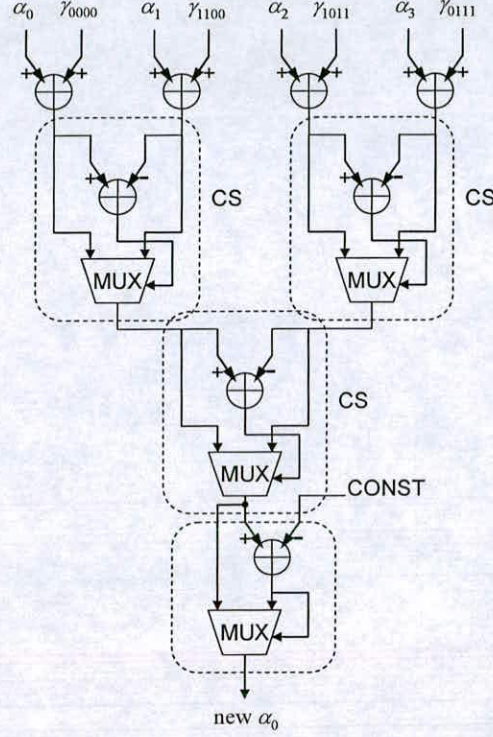 α₀ γ₀₀₀₀ α₁ γ₁₁₀₀ α₂ γ₁₀₁₁ α₃ γ₀₁₁₁
+ + + + + + + +
+ − CS + − CS
MUX MUX
+ − CS
MUX
CONST
+ −
MUX
new α₀